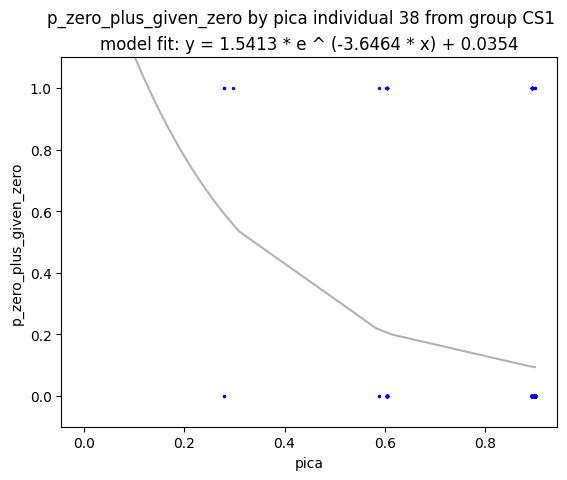 p_zero_plus_given_zero by pica individual 38 from group CS1
model fit: y = 1.5413 * e ^ (-3.6464 * x) + 0.0354
1.0
0.8
0.6
0.4
0.2
0.0
p_zero_plus_given_zero
0.0 0.2 0.4 0.6 0.8
pica